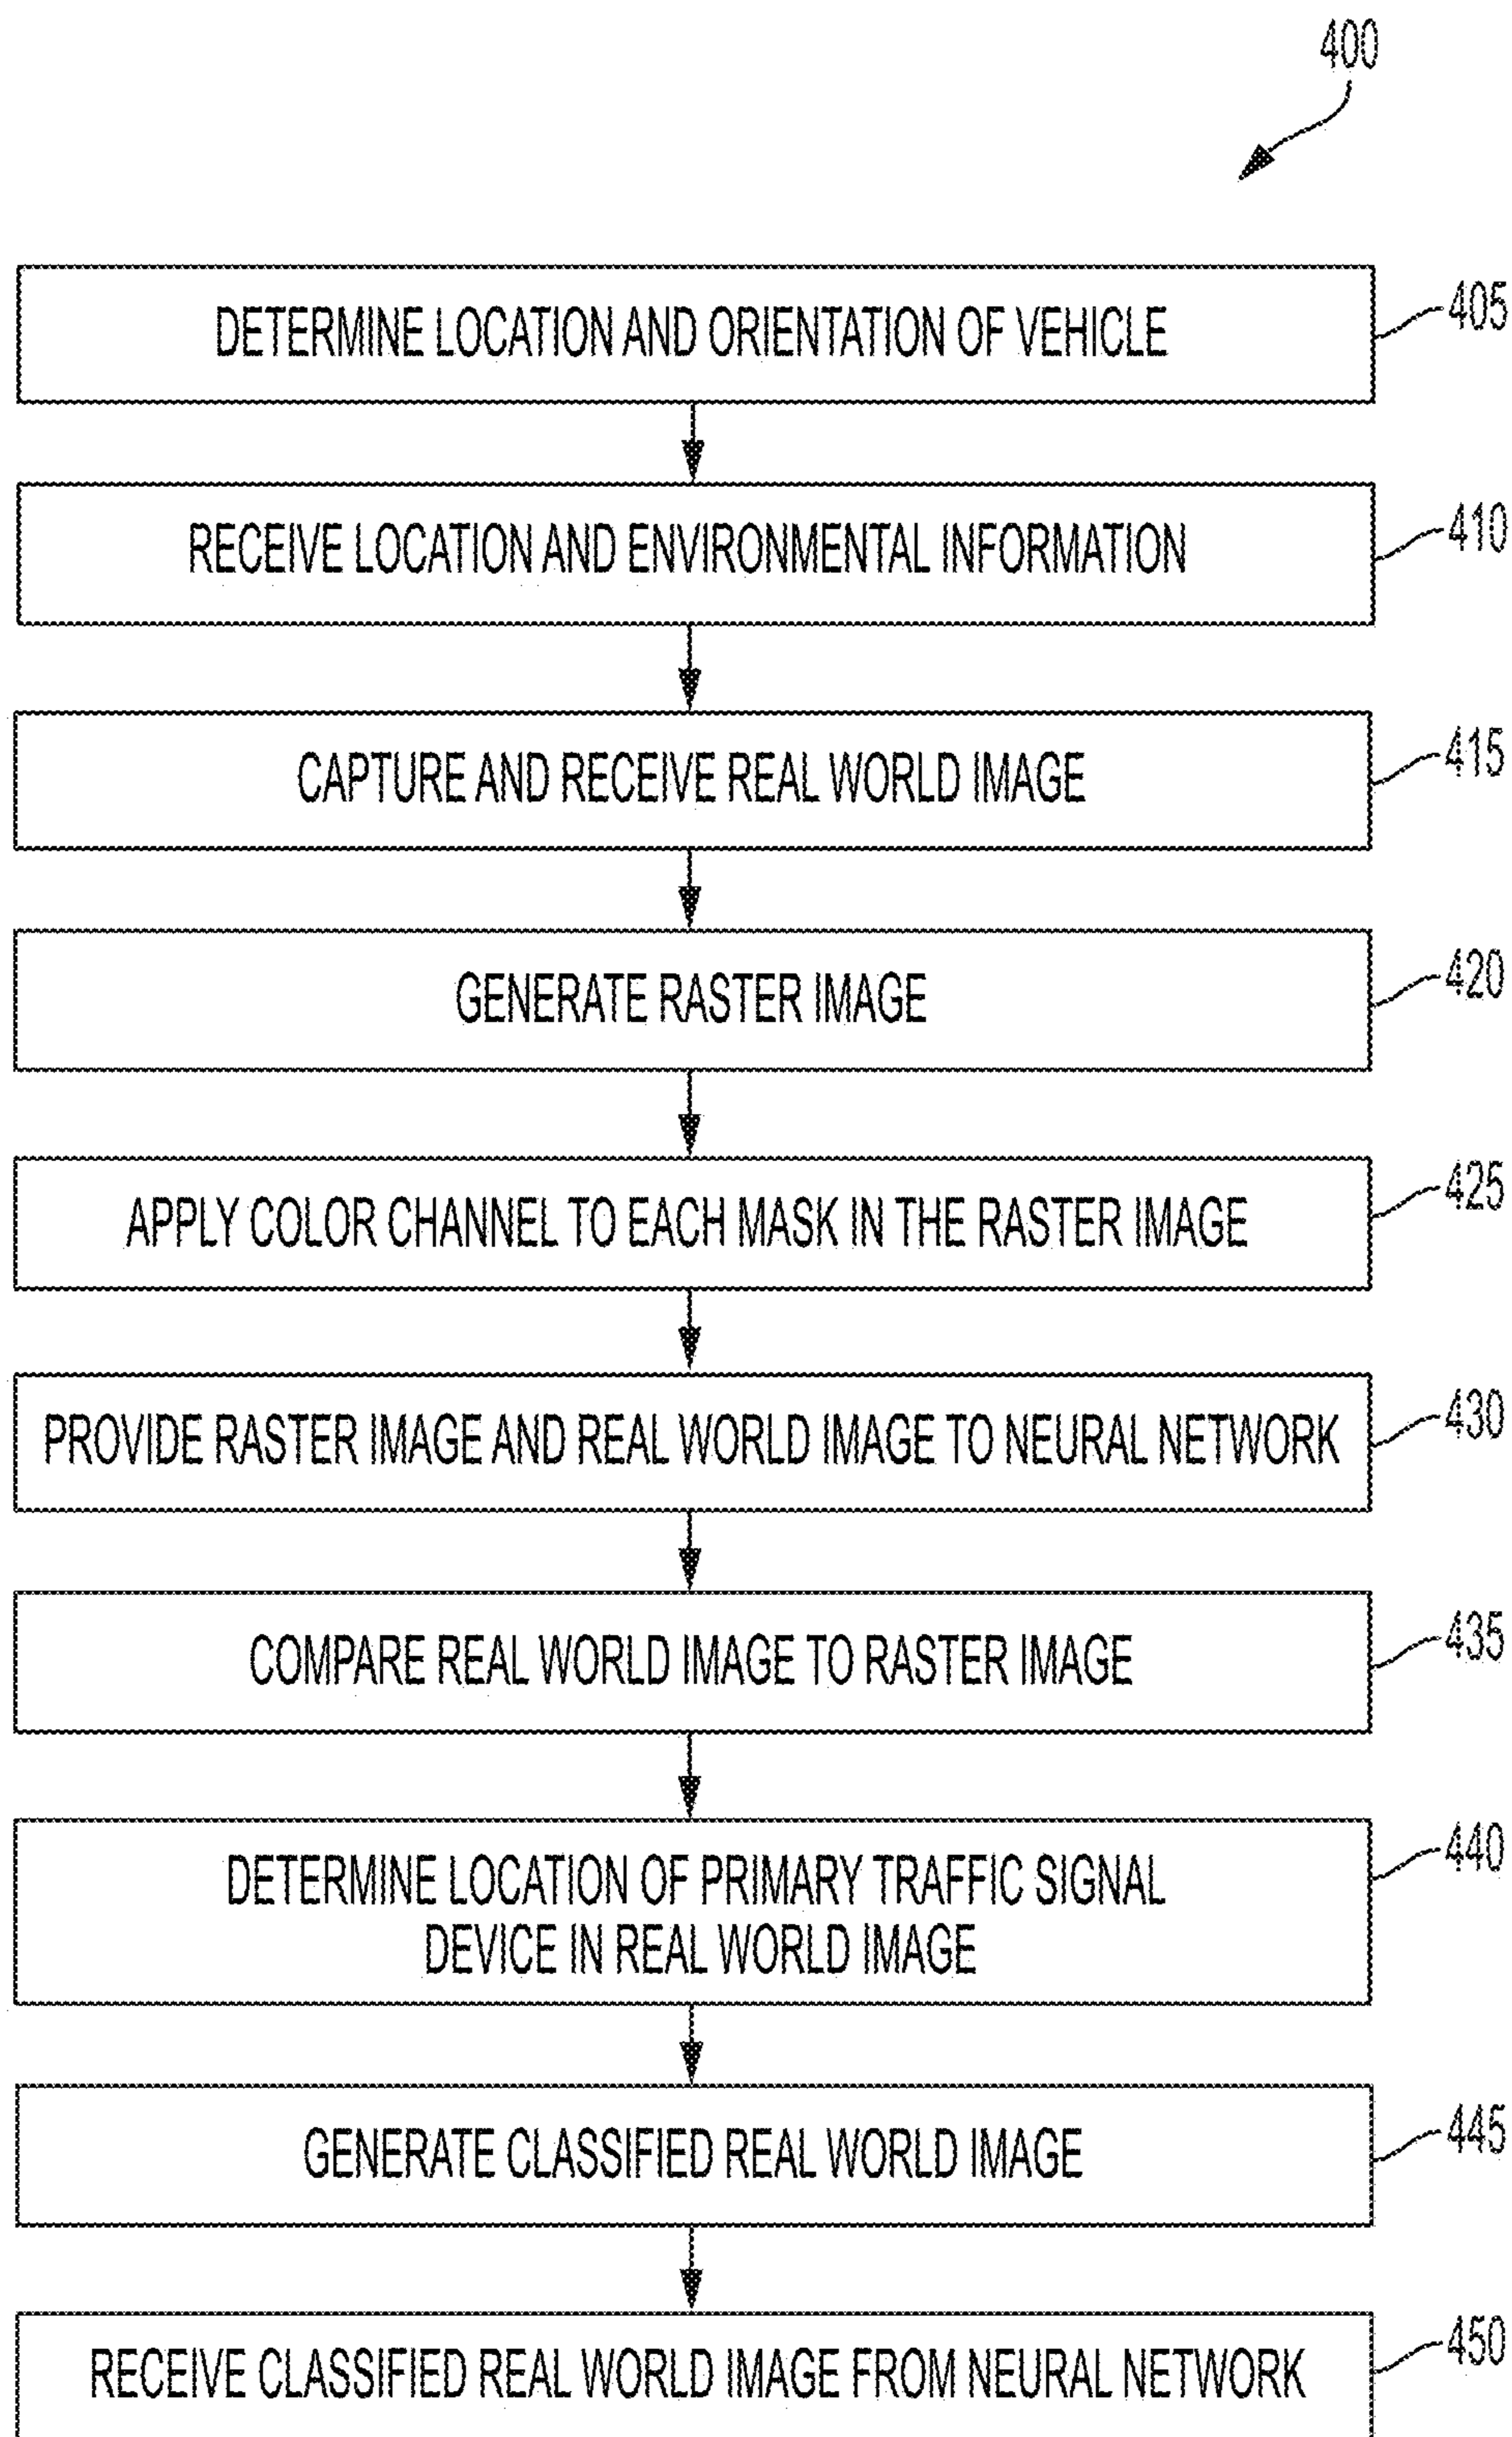 400
DETERMINE LOCATION AND ORIENTATION OF VEHICLE
405
RECEIVE LOCATION AND ENVIRONMENTAL INFORMATION
410
CAPTURE AND RECEIVE REAL WORLD IMAGE
415
GENERATE RASTER IMAGE
420
APPLY COLOR CHANNEL TO EACH MASK IN THE RASTER IMAGE
425
PROVIDE RASTER IMAGE AND REAL WORLD IMAGE TO NEURAL NETWORK
430
COMPARE REAL WORLD IMAGE TO RASTER IMAGE
435
DETERMINE LOCATION OF PRIMARY TRAFFIC SIGNAL
DEVICE IN REAL WORLD IMAGE
440
GENERATE CLASSIFIED REAL WORLD IMAGE
445
RECEIVE CLASSIFIED REAL WORLD IMAGE FROM NEURAL NETWORK
450